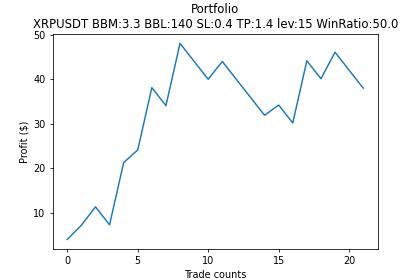 Portfolio
XRPUSDT BBM:3.3 BBL:140 SL:0.4 TP:1.4 lev:15 WinRatio:50.0
50
40
30
20
10
Profit ($)
0
5
10
15
20
Trade counts